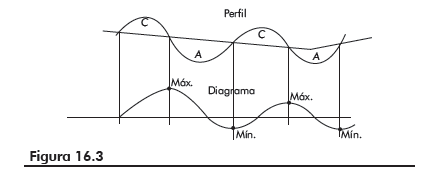 Perfil
C
C
A
A
Máx.
Diagrama
Máx.
Mín.
Mín.
Figura 16.3